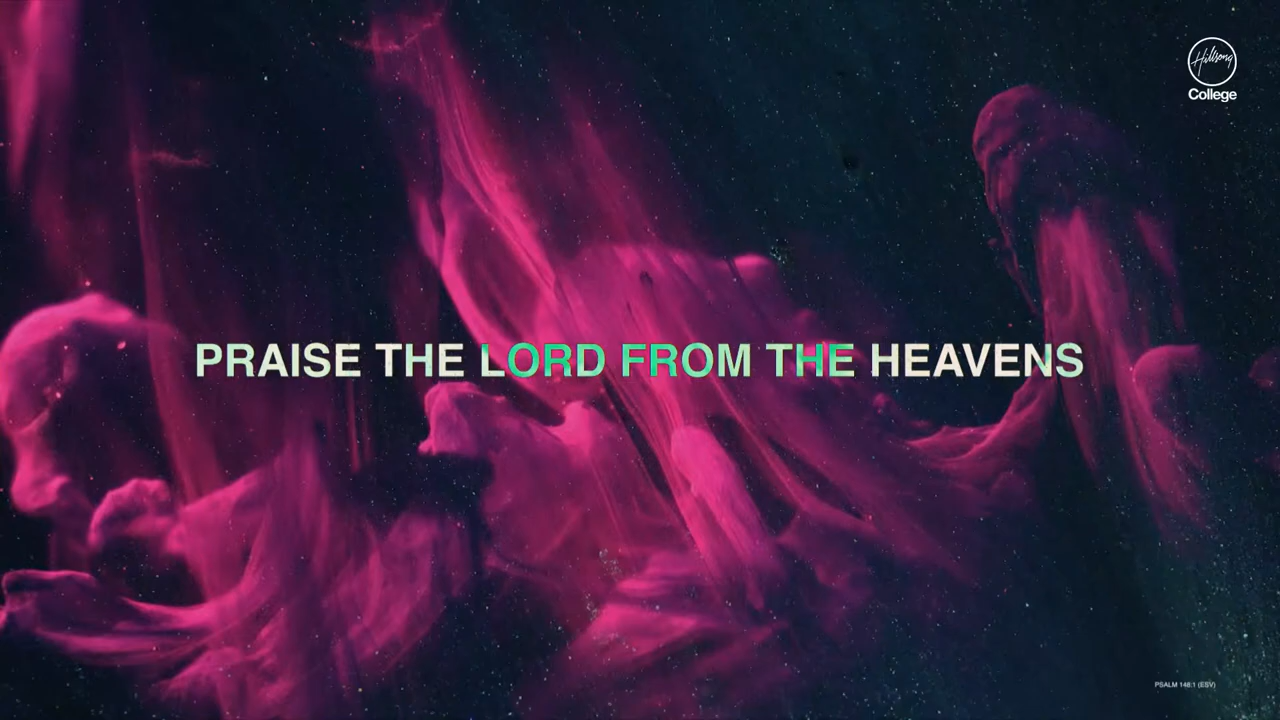 Hillsong
College
PRAISE THE LORD FROM THE HEAVENS
PSALM 148:1 (ESV)